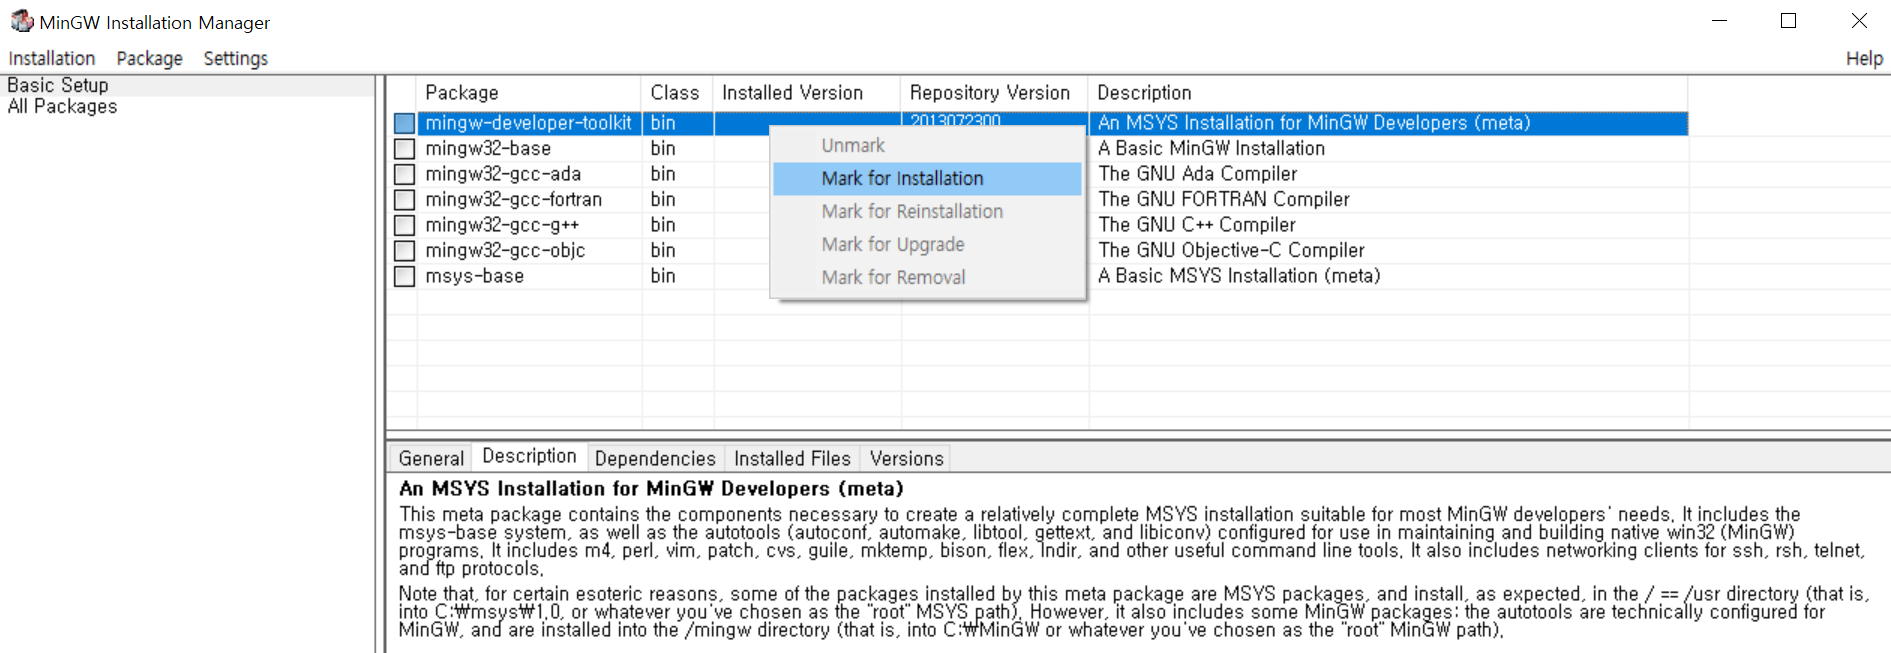 MinGW Installation Manager
Installation Package Settings Help
Basic Setup
All Packages
Package Class Installed Version Repository Version Description
mingw-developer-toolkit bin 2013072300 An MSYS Installation for MinGW Developers (meta)
mingw32-base bin A Basic MinGW Installation
mingw32-gcc-ada bin The GNU Ada Compiler
mingw32-gcc-fortran bin The GNU FORTRAN Compiler
mingw32-gcc-g++ bin The GNU C++ Compiler
mingw32-gcc-objc bin The GNU Objective-C Compiler
msys-base bin A Basic MSYS Installation (meta)
Unmark
Mark for Installation
Mark for Reinstallation
Mark for Upgrade
Mark for Removal
General Description Dependencies Installed Files Versions
An MSYS Installation for MinGW Developers (meta)
This meta package contains the components necessary to create a relatively complete MSYS installation suitable for most MinGW developers' needs. It includes the
msys-base system, as well as the autotools (autoconf, automake, libtool, gettext, and libiconv) configured for use in maintaining and building native win32 (MinGW)
programs. It includes m4, perl, vim, patch, cvs, guile, mktemp, bison, flex, lndir, and other useful command line tools. It also includes networking clients for ssh, rsh, telnet,
and ftp protocols.
Note that, for certain esoteric reasons, some of the packages installed by this meta package are MSYS packages, and install, as expected, in the / == /usr directory (that is,
into C:₩msys₩1.0, or whatever you've chosen as the "root" MSYS path). However, it also includes some MinGW packages: the autotools are technically configured for
MinGW, and are installed into the /mingw directory (that is, into C:₩MinGW or whatever you've chosen as the "root" MinGW path).